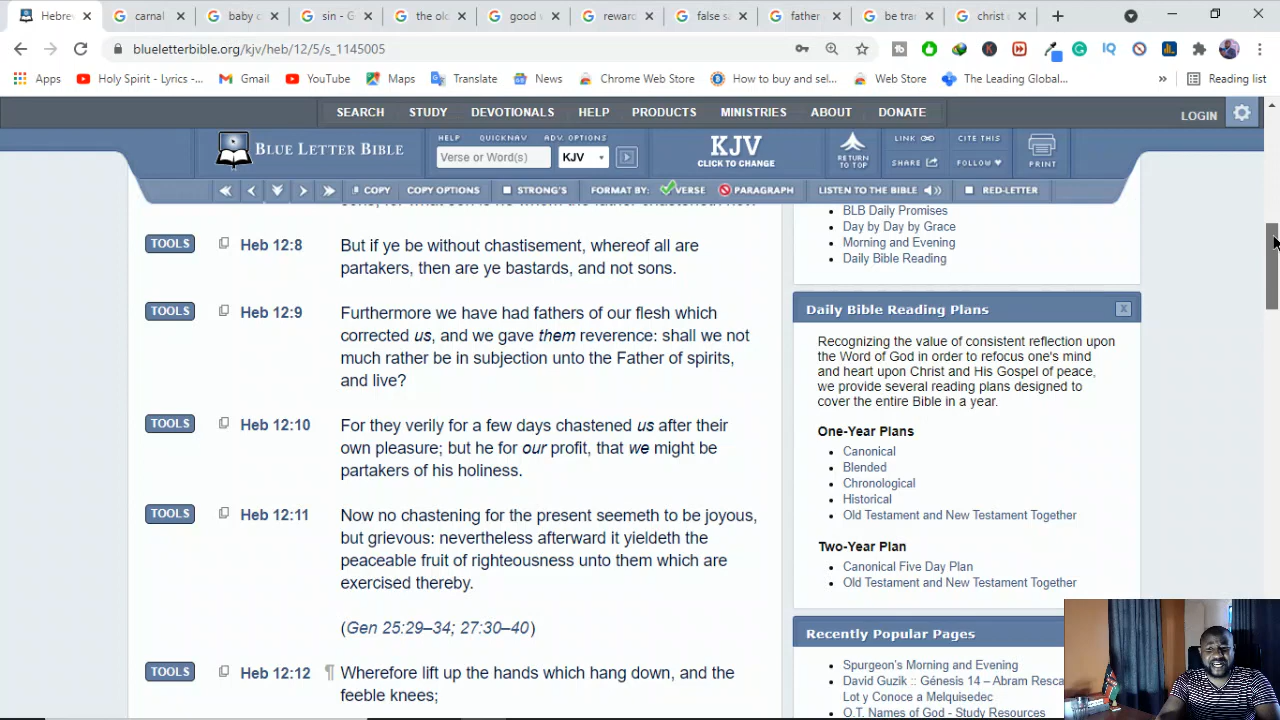 Hebre
carnal
baby c
sin - G
the old
good v
reward
false sa
father
be tran
christ c
blueletterbible.org/kjv/heb/12/5/s_1145005
Apps
Holy Spirit - Lyrics -...
Gmail
YouTube
Maps
Translate
News
Chrome Web Store
How to buy and sel...
Web Store
The Leading Global...
»
Reading list
SEARCH STUDY DEVOTIONALS HELP PRODUCTS MINISTRIES ABOUT DONATE
LOGIN
BLUE LETTER BIBLE
HELP QUICKNAV ADV. OPTIONS
Verse or Word(s)
KJV
KJV
CLICK TO CHANGE
RETURN
TO TOP
LINK
CITE THIS
SHARE
FOLLOW
PRINT
COPY COPY OPTIONS STRONG'S FORMAT BY: VERSE PARAGRAPH LISTEN TO THE BIBLE RED-LETTER
TOOLS Heb 12:8 But if ye be without chastisement, whereof all are
partakers, then are ye bastards, and not sons.
TOOLS Heb 12:9 Furthermore we have had fathers of our flesh which
corrected us, and we gave them reverence: shall we not
much rather be in subjection unto the Father of spirits,
and live?
TOOLS Heb 12:10 For they verily for a few days chastened us after their
own pleasure; but he for our profit, that we might be
partakers of his holiness.
TOOLS Heb 12:11 Now no chastening for the present seemeth to be joyous,
but grievous: nevertheless afterward it yieldeth the
peaceable fruit of righteousness unto them which are
exercised thereby.
(Gen 25:29–34; 27:30–40)
TOOLS Heb 12:12 ¶ Wherefore lift up the hands which hang down, and the
feeble knees;
BLB Daily Promises
Day by Day by Grace
Morning and Evening
Daily Bible Reading
Daily Bible Reading Plans
Recognizing the value of consistent reflection upon
the Word of God in order to refocus one's mind
and heart upon Christ and His Gospel of peace,
we provide several reading plans designed to
cover the entire Bible in a year.
One-Year Plans
Canonical
Blended
Chronological
Historical
Old Testament and New Testament Together
Two-Year Plan
Canonical Five Day Plan
Old Testament and New Testament Together
Recently Popular Pages
Spurgeon's Morning and Evening
David Guzik :: Génesis 14 – Abram Resca
Lot y Conoce a Melquisedec
O.T. Names of God - Study Resources